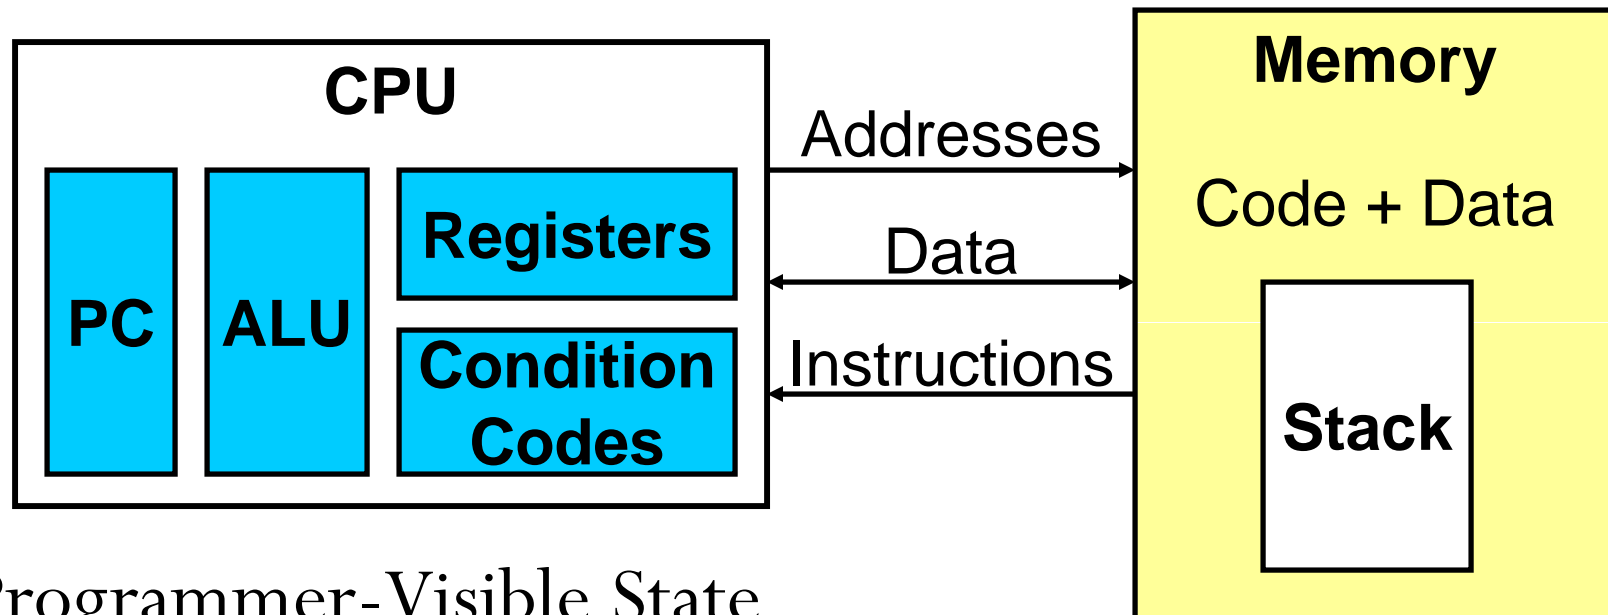 CPU
PC
ALU
Registers
Condition
Codes
Addresses
Data
Instructions
Memory
Code + Data
Stack
Programmer-Visible State